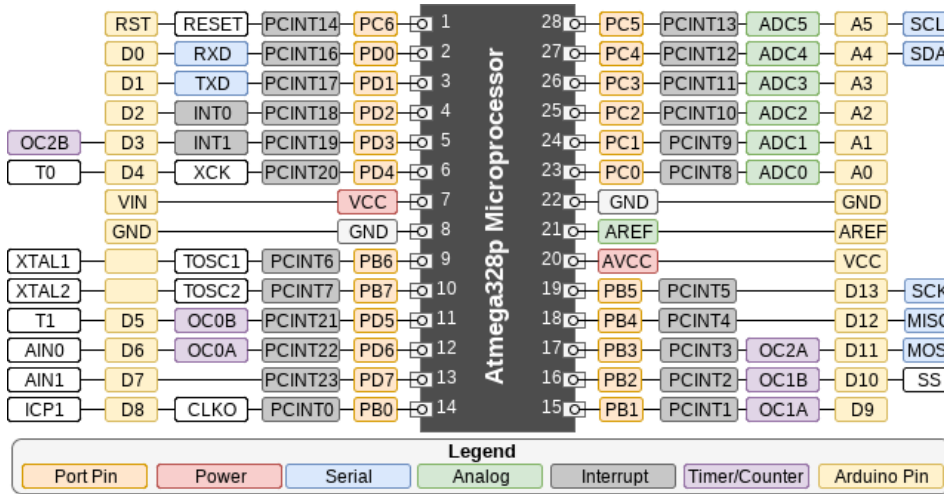 RST RESET PCINT14 PC6 1 28 PC5 PCINT13 ADC5 A5 SCL
D0 RXD PCINT16 PD0 2 27 PC4 PCINT12 ADC4 A4 SDA
D1 TXD PCINT17 PD1 3 26 PC3 PCINT11 ADC3 A3
D2 INT0 PCINT18 PD2 4 25 PC2 PCINT10 ADC2 A2
OC2B D3 INT1 PCINT19 PD3 5 24 PC1 PCINT9 ADC1 A1
T0 D4 XCK PCINT20 PD4 6 23 PC0 PCINT8 ADC0 A0
VIN VCC 7 22 GND GND
GND GND 8 21 AREF AREF
XTAL1 TOSC1 PCINT6 PB6 9 20 AVCC VCC
XTAL2 TOSC2 PCINT7 PB7 10 19 PB5 PCINT5 D13 SCK
T1 D5 OC0B PCINT21 PD5 11 18 PB4 PCINT4 D12 MISO
AIN0 D6 OC0A PCINT22 PD6 12 17 PB3 PCINT3 OC2A D11 MOS
AIN1 D7 PCINT23 PD7 13 16 PB2 PCINT2 OC1B D10 SS
ICP1 D8 CLKO PCINT0 PB0 14 15 PB1 PCINT1 OC1A D9
Atmega328p Microprocessor
Legend
Port Pin Power Serial Analog Interrupt Timer/Counter Arduino Pin